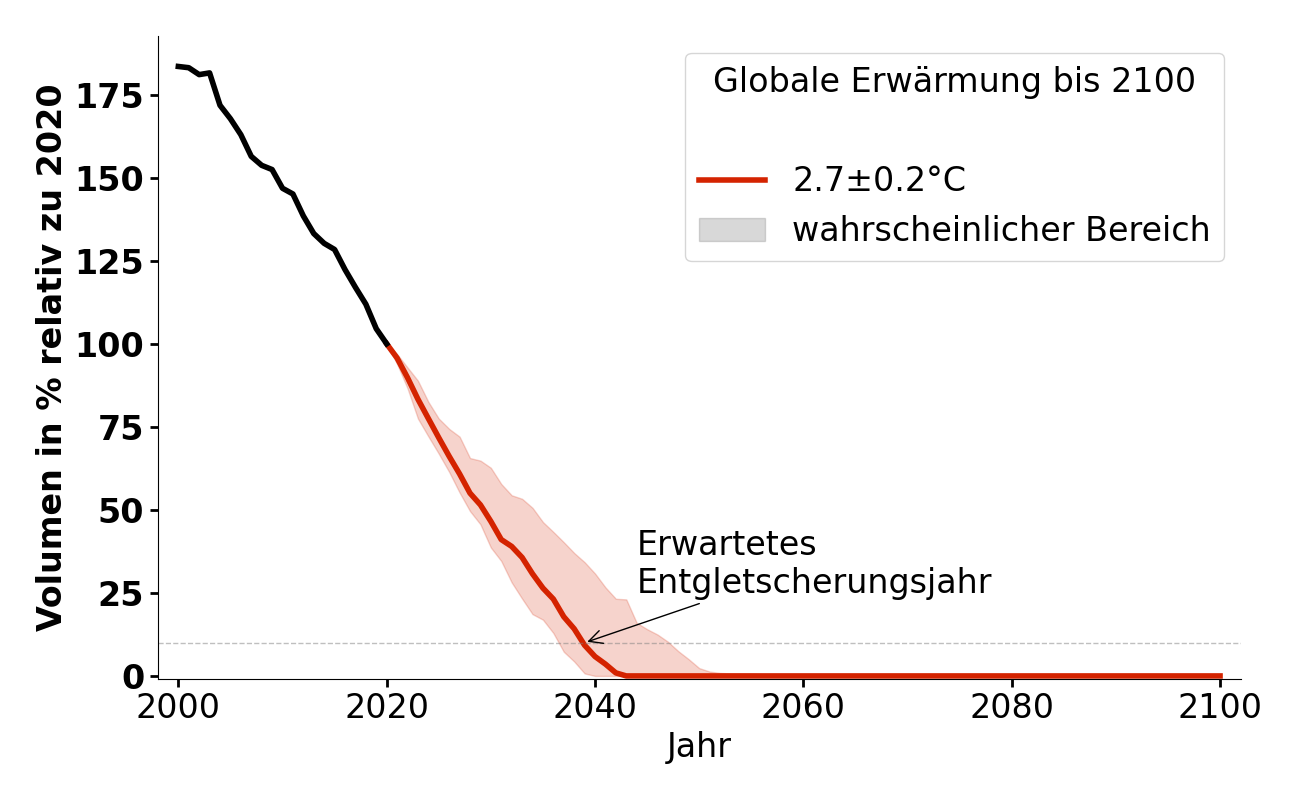 Volumen in % relativ zu 2020
175
150
125
100
75
50
25
0
Globale Erwärmung bis 2100
2.7±0.2°C
wahrscheinlicher Bereich
Erwartetes
Entgletscherungsjahr
2000 2020 2040 2060 2080 2100
Jahr